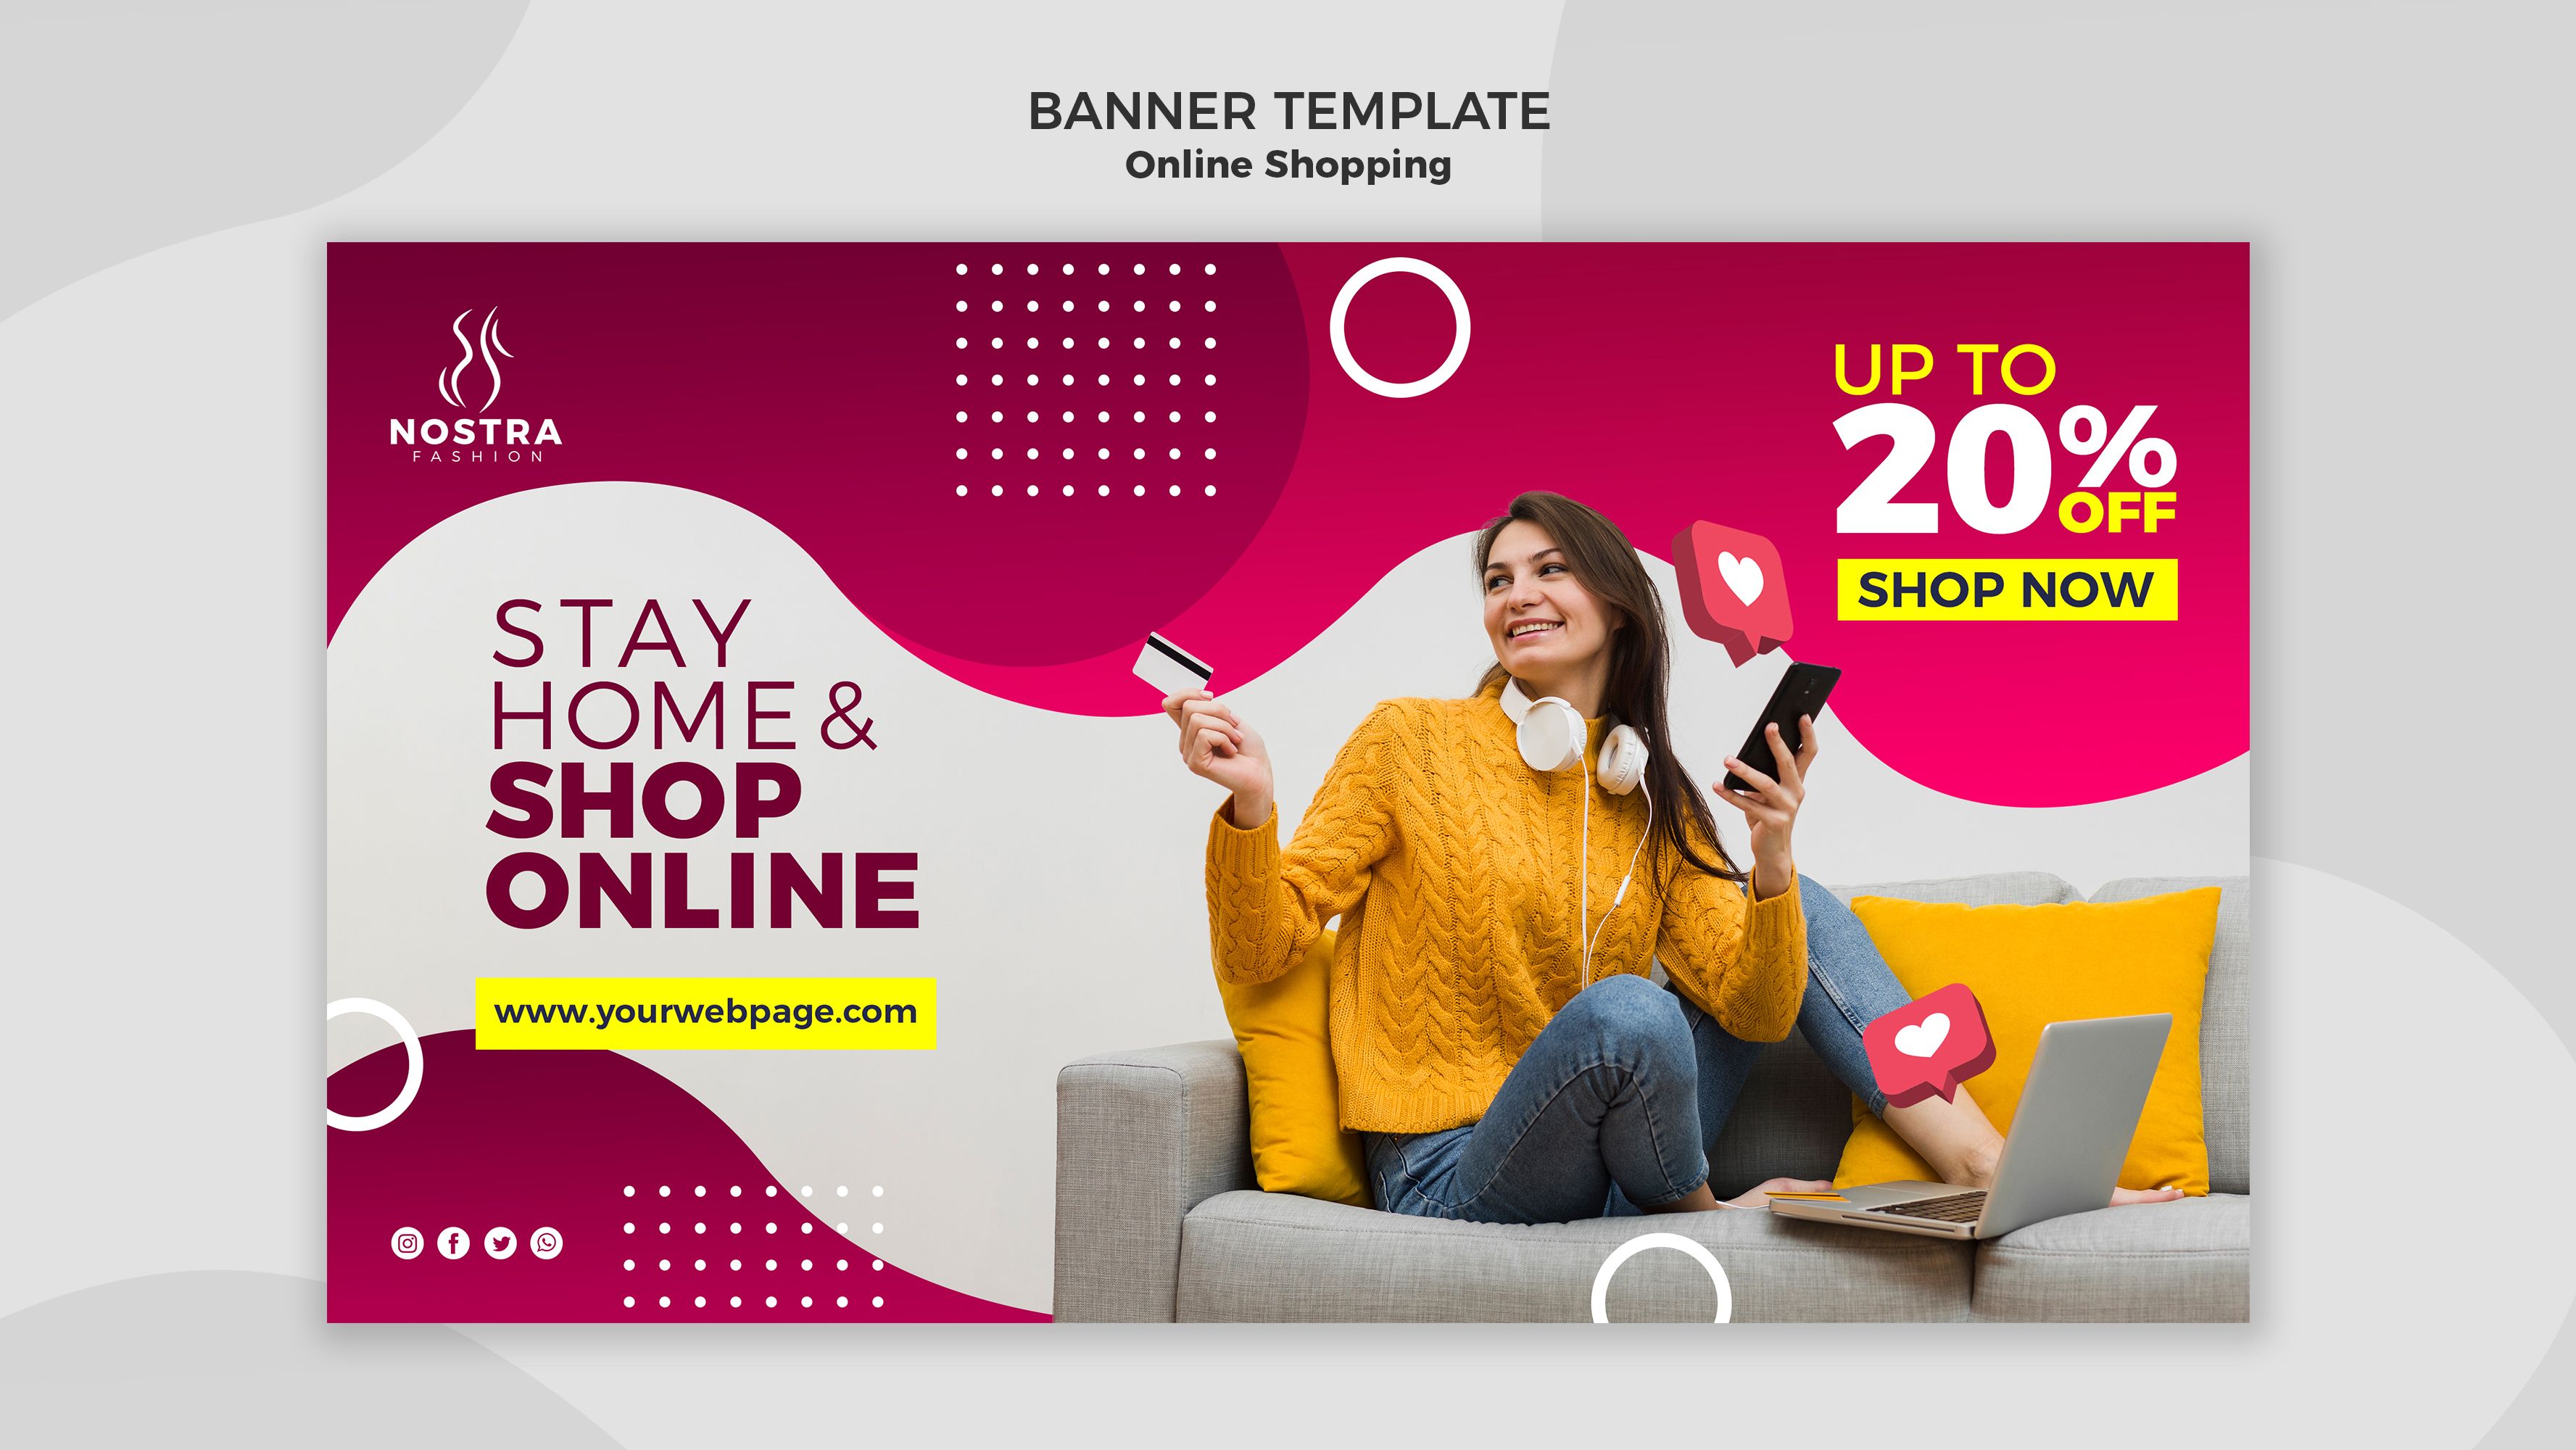 BANNER TEMPLATE
Online Shopping
NOSTRA
FASHION
UP TO
20%
OFF
SHOP NOW
STAY
HOME &
SHOP
ONLINE
www.yourwebpage.com